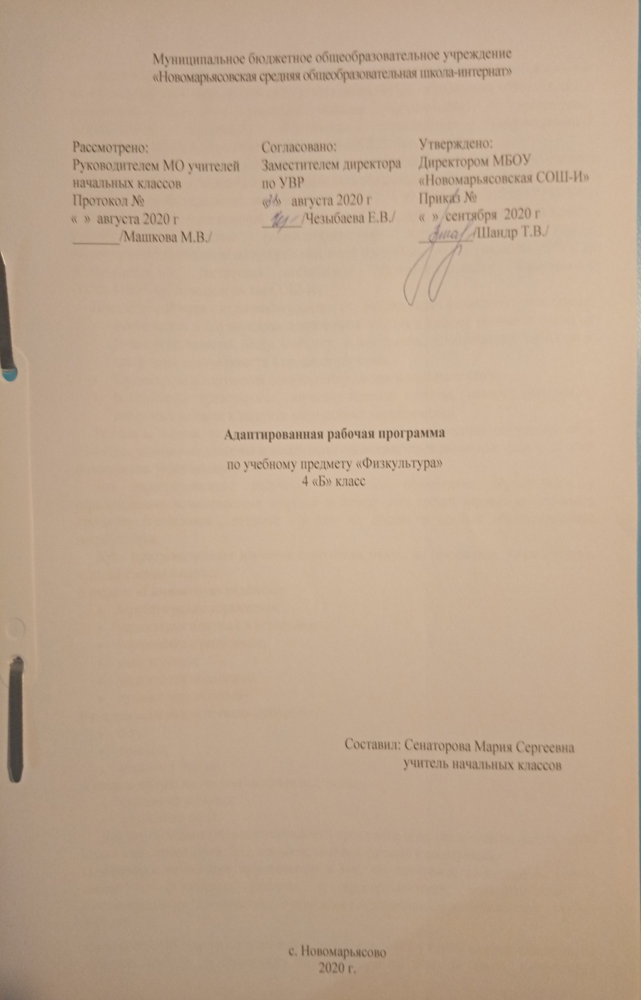 Муниципальное бюджетное общеобразовательное учреждение
«Новомарьясовская средняя общеобразовательная школа-интернат»
Рассмотрено:
Руководителем МО учителей
начальных классов
Протокол №
« » августа 2020 г
/Машкова М.В./
Согласовано:
Заместителем директора
по УВР
«31» августа 2020 г
/Чезыбаева Е.В./
Утверждено:
Директором МБОУ
«Новомарьясовская СОШ-И»
Приказ №
« » сентября 2020 г
/Шандр Т.В./
Адаптированная рабочая программа
по учебному предмету «Физкультура»
4 «Б» класс
Составил: Сенаторова Мария Сергеевна
учитель начальных классов
с. Новомарьясово
2020 г.